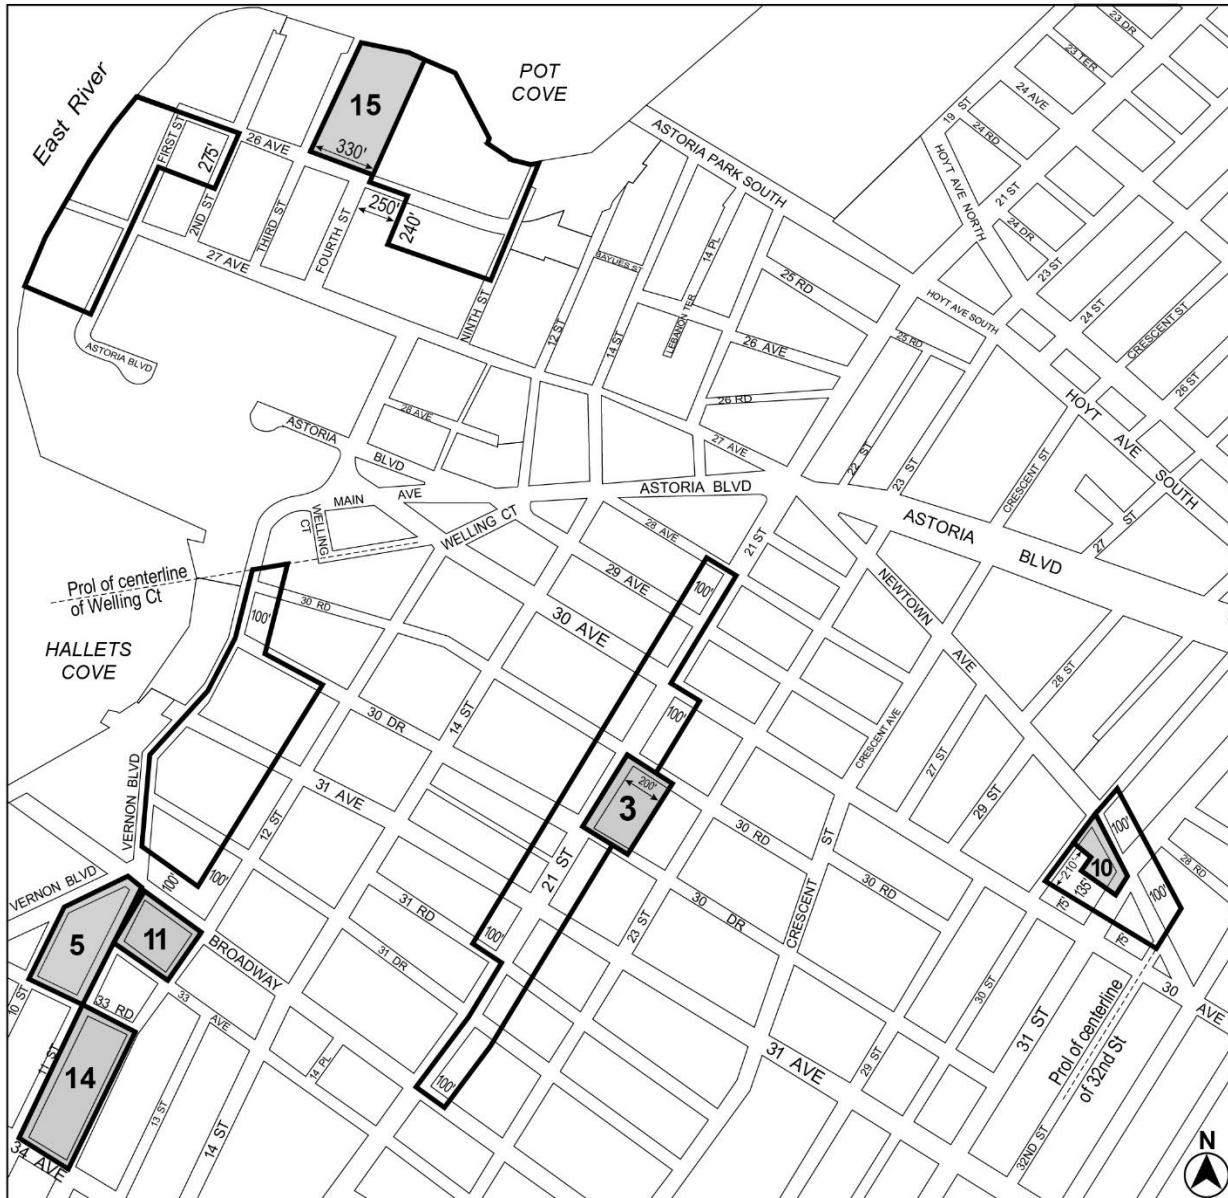 23 DR
23 TER
24 AVE
19 ST
24 RD
POT
COVE
East River
15
330'
FIRST ST
275'
26 AVE
2ND ST
THIRD ST
FOURTH ST
250'
240'
27 AVE
ASTORIA PARK SOUTH
HOYT AVE NORTH
21 ST
24 DR
23 ST
24 ST
CRESCENT ST
26 ST
BAYLIES ST
14 PL
LEBANON TER
25 RD
HOYT AVE SOUTH
25 RD
NINTH ST
12 ST
14 ST
26 AVE
26 RD
ASTORIA BLVD
28 AVE
ASTORIA
BLVD
27 AVE
22 ST
23 ST
CRESCENT ST
HOYT AVE SOUTH
27 ST
MAIN AVE
WELLING
CT
WELLING CT
ASTORIA BLVD
28 AVE
21 ST
ASTORIA BLVD
Prol of centerline
of Welling Ct
29 AVE
100'
30 AVE
NEWTOWN AVE
30 RD
100'
HALLETS
COVE
28 ST
30 DR
14 ST
100'
CRESCENT AVE
27 ST
29 ST
VERNON BLVD
31 AVE
12 ST
200'
3
30 RD
30 RD
100'
28 RD
10
210'
135'
75'
75'
100'
100'
100'
VERNON BLVD
21 ST
31 RD
31 DR
23 ST
30 DR
CRESCENT ST
5
11
BROADWAY
100'
10 ST
33 RD
33 AVE
30 ST
31 ST
30 AVE
Prol of centerline
of 32nd St
11 ST
14
14 PL
100'
31 AVE
29 ST
13 ST
14 ST
32ND ST
34 AVE
N